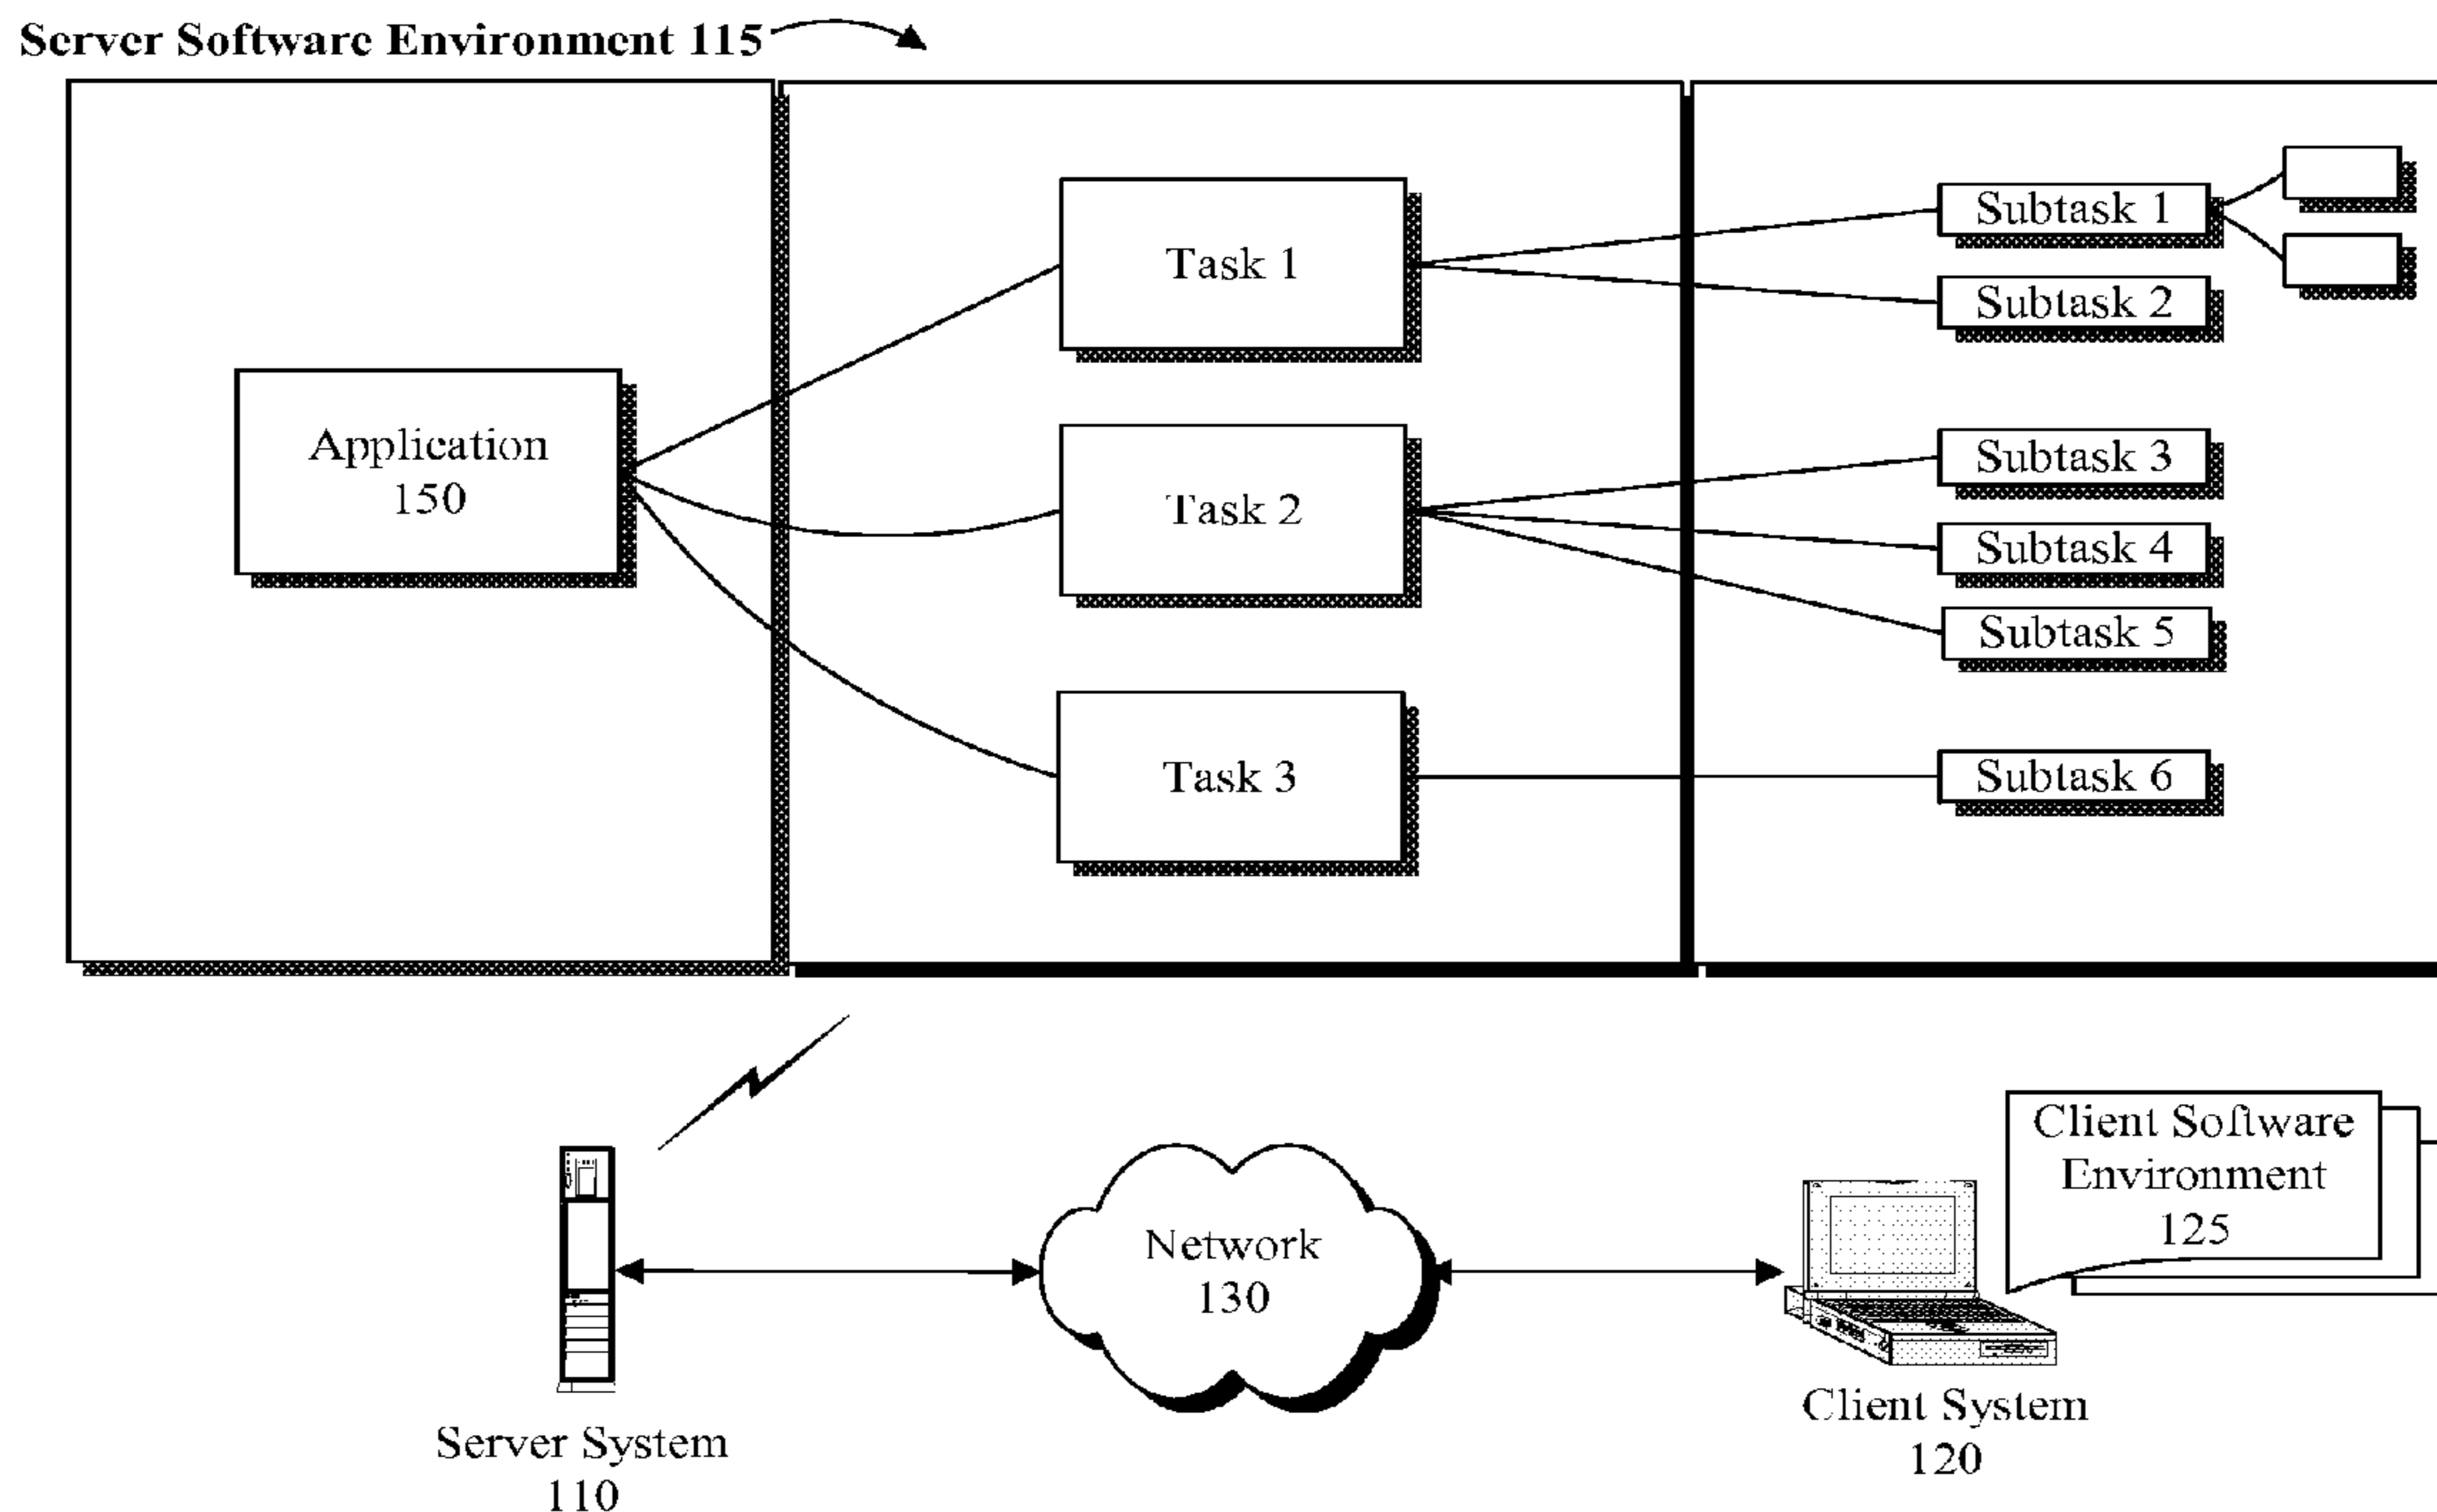 Server Software Environment 115
Application
150
Task 1
Task 2
Task 3
Subtask 1
Subtask 2
Subtask 3
Subtask 4
Subtask 5
Subtask 6
Client Software
Environment
125
Network
130
Server System
110
Client System
120